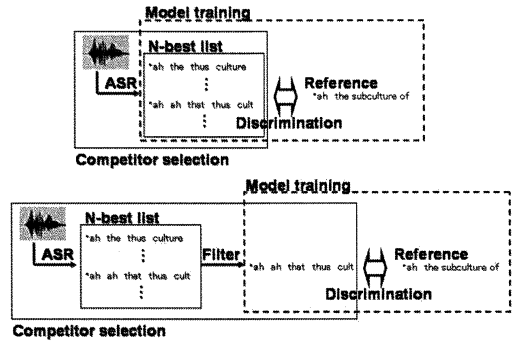 Model training
N-best list
*ah the thus culture
ASR
Reference
*ah ah that thus cult
*ah the subculture of
Discrimination
Competitor selection
Model training
N-best list
*ah the thus culture
ASR
Filter
Reference
*ah ah that thus cult
*ah ah that thus cult
*ah the subculture of
Discrimination
Competitor selection